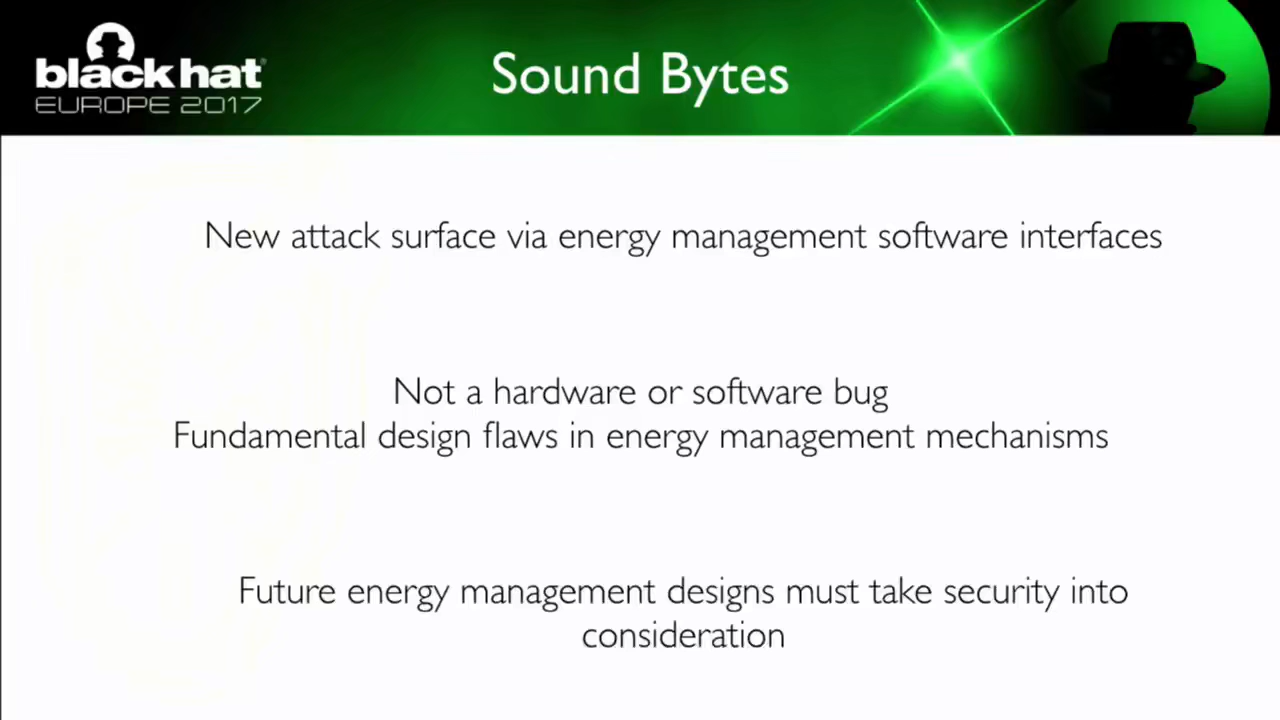 black hat
EUROPE 2017
Sound Bytes
New attack surface via energy management software interfaces
Not a hardware or software bug
Fundamental design flaws in energy management mechanisms
Future energy management designs must take security into
consideration